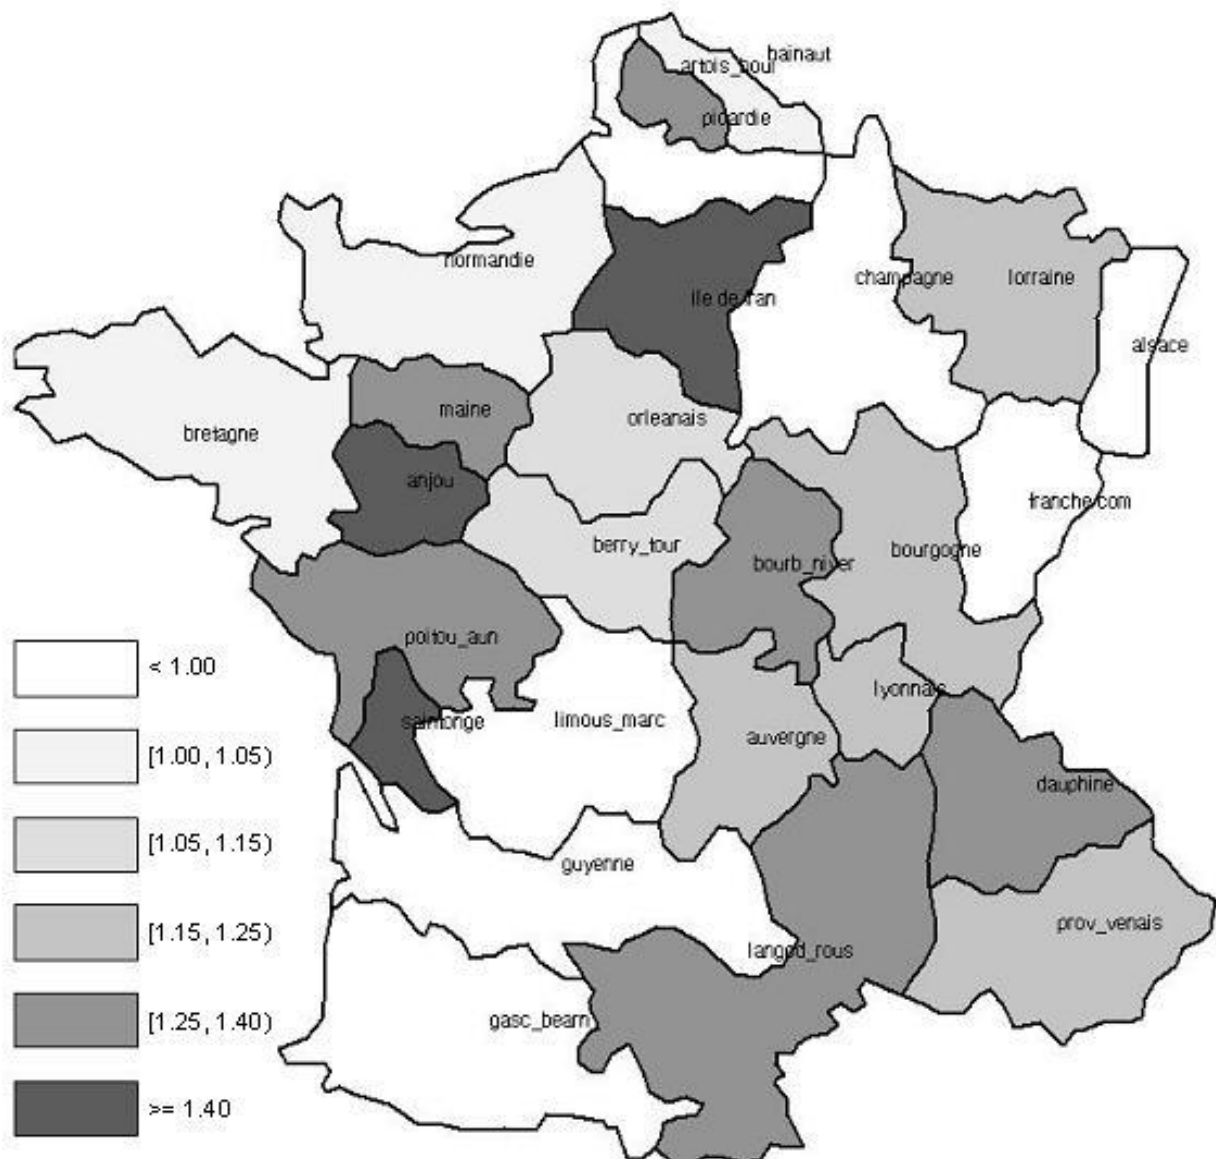 hainaut
artois_boul
picardie
normandie
ile de fran
champagne
lorraine
alsace
maine
orleanais
bretagne
anjou
franche com
berry_tour
bourb_niver
bourgogne
poitou_aun
lyonnais
saintonge
limous_marc
auvergne
dauphine
guyenne
prov_venais
langod_rous
gasc_bearn
< 1.00
[1.00, 1.05)
[1.05, 1.15)
[1.15, 1.25)
[1.25, 1.40)
>= 1.40